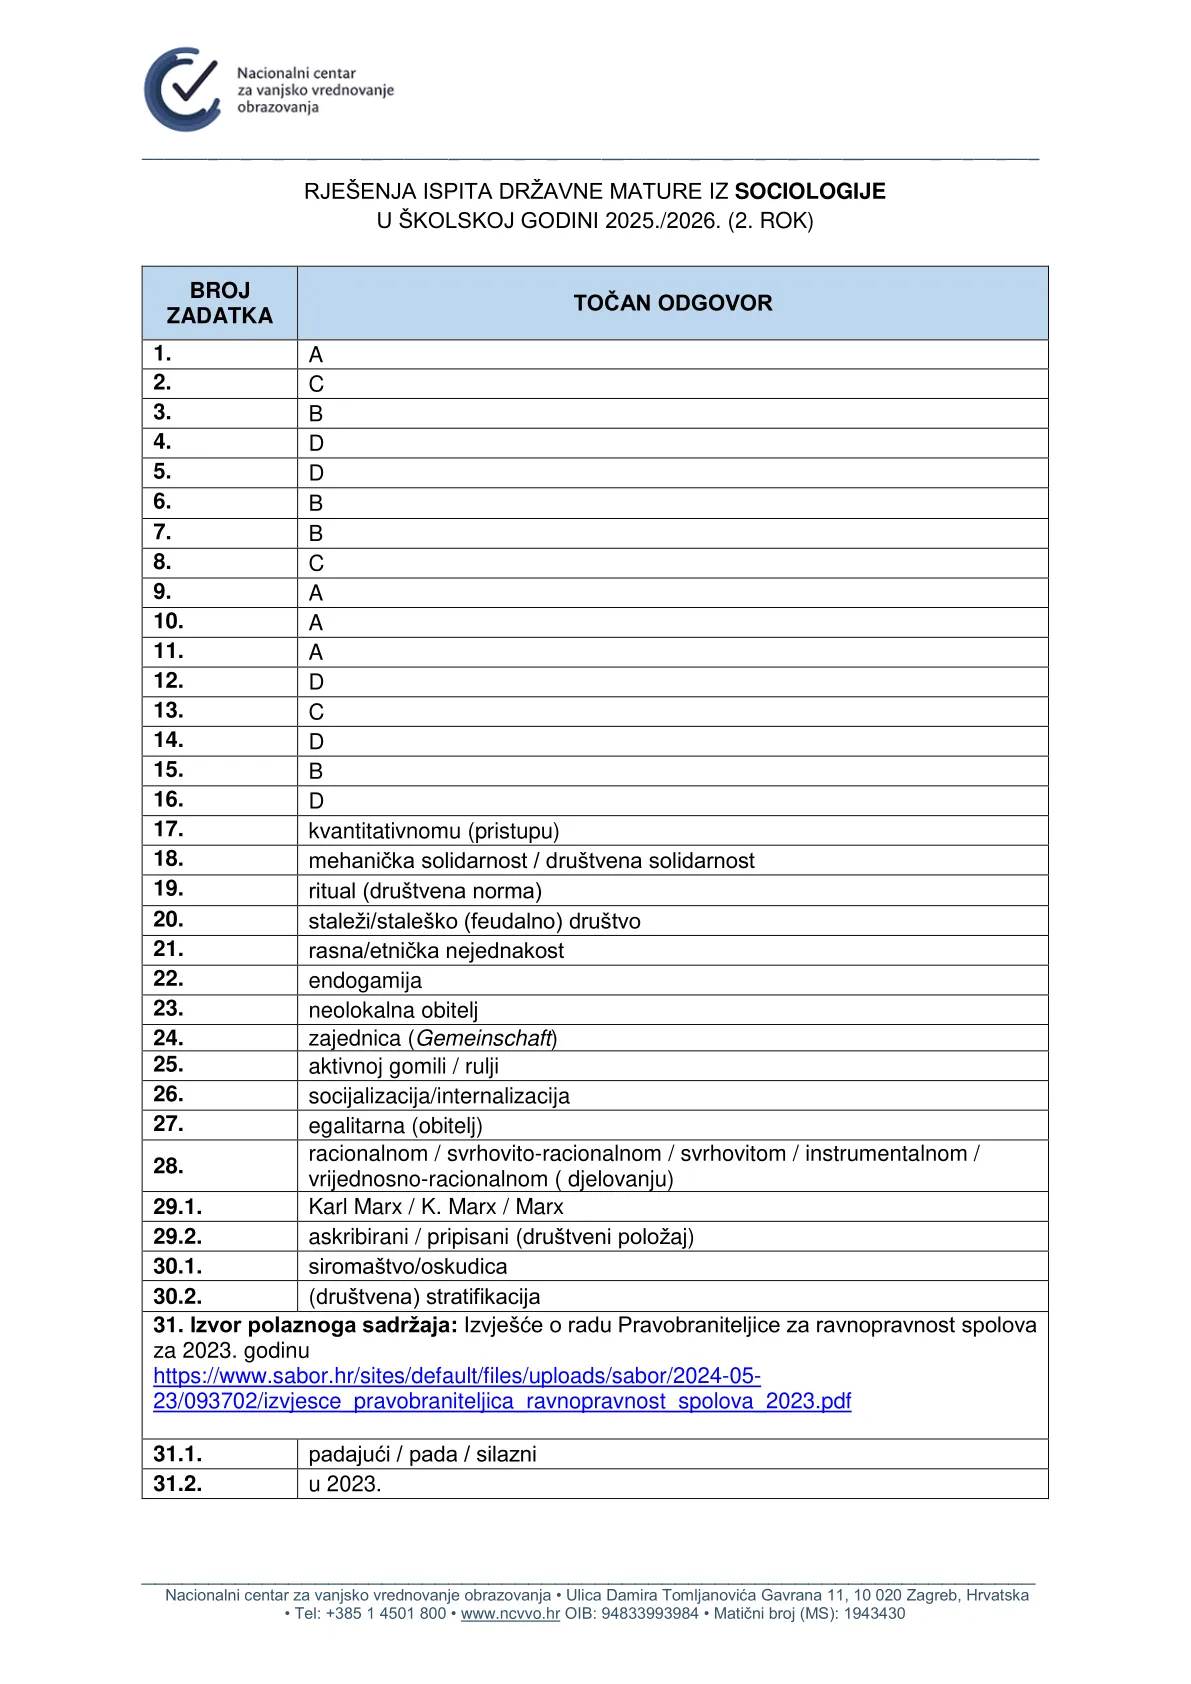 Nacionalni centar
za vanjsko vrednovanje
obrazovanja
RJEŠENJA ISPITA DRŽAVNE MATURE IZ SOCIOLOGIJE
U ŠKOLSKOJ GODINI 2025./2026. (2. ROK)
BROJ
ZADATKA
TOČAN ODGOVOR
1. A
2. C
3. B
4. D
5. D
6. B
7. B
8. C
9. A
10. A
11. A
12. D
13. C
14. D
15. B
16. D
17. kvantitativnomu (pristupu)
18. mehanička solidarnost / društvena solidarnost
19. ritual (društvena norma)
20. staleži/staleško (feudalno) društvo
21. rasna/etnička nejednakost
22. endogamija
23. neolokalna obitelj
24. zajednica (Gemeinschaft)
25. aktivnoj gomili / rulji
26. socijalizacija/internalizacija
27. egalitarna (obitelj)
28. racionalnom / svrhovito-racionalnom / svrhovitom / instrumentalnom /
vrijednosno-racionalnom ( djelovanju)
29.1. Karl Marx / K. Marx / Marx
29.2. askribirani / pripisani (društveni položaj)
30.1. siromaštvo/oskudica
30.2. (društvena) stratifikacija
31. Izvor polaznoga sadržaja: Izvješće o radu Pravobraniteljice za ravnopravnost spolova
za 2023. godinu
https://www.sabor.hr/sites/default/files/uploads/sabor/2024-05-
23/093702/izvjesce_pravobraniteljica_ravnopravnost_spolova_2023.pdf
31.1. padajući / pada / silazni
31.2. u 2023.
Nacionalni centar za vanjsko vrednovanje obrazovanja • Ulica Damira Tomljanovića Gavrana 11, 10 020 Zagreb, Hrvatska
• Tel: +385 1 4501 800 • www.ncvvo.hr OIB: 94833993984 • Matični broj (MS): 1943430